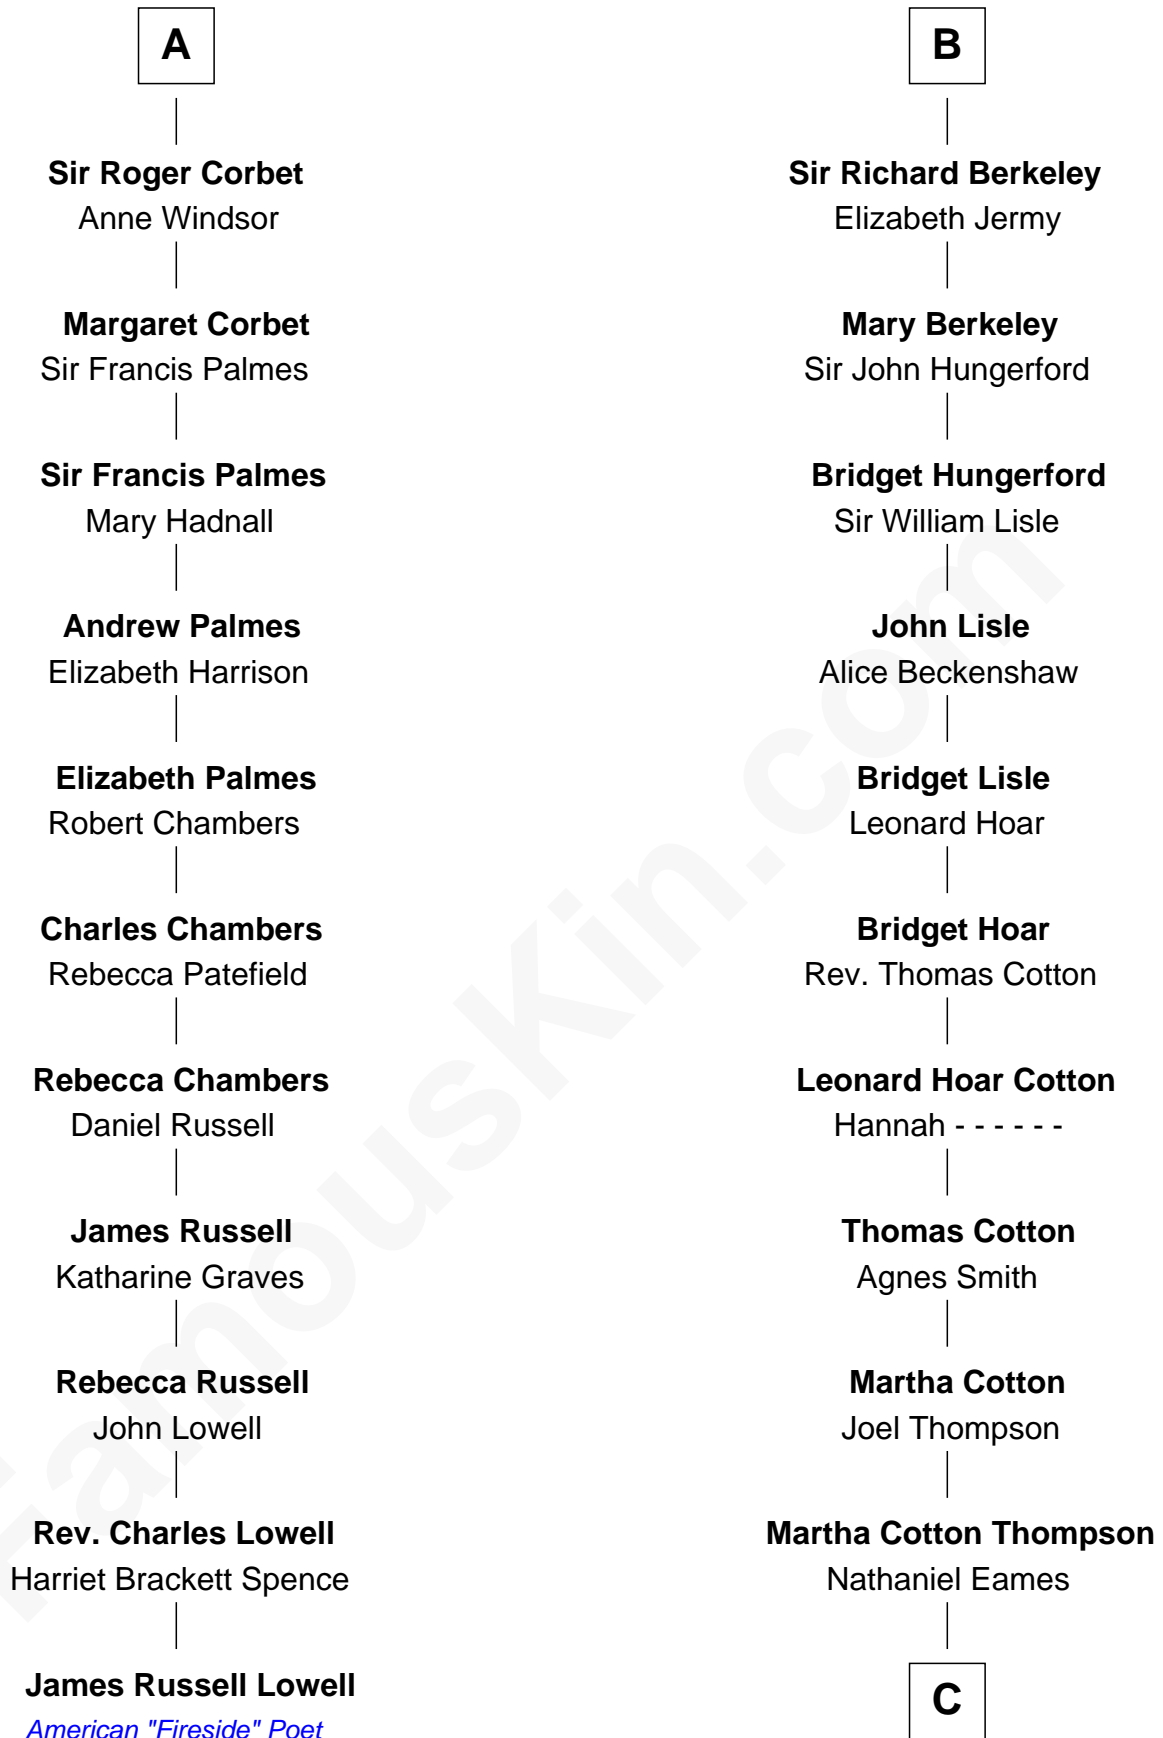 A
Sir Roger Corbet
Anne Windsor
Margaret Corbet
Sir Francis Palmes
Sir Francis Palmes
Mary Hadnall
Andrew Palmes
Elizabeth Harrison
Elizabeth Palmes
Robert Chambers
Charles Chambers
Rebecca Patefield
Rebecca Chambers
Daniel Russell
James Russell
Katharine Graves
Rebecca Russell
John Lowell
Rev. Charles Lowell
Harriet Brackett Spence
James Russell Lowell
American "Fireside" Poet
B
Sir Richard Berkeley
Elizabeth Jermy
Mary Berkeley
Sir John Hungerford
Bridget Hungerford
Sir William Lisle
John Lisle
Alice Beckenshaw
Bridget Lisle
Leonard Hoar
Bridget Hoar
Rev. Thomas Cotton
Leonard Hoar Cotton
Hannah - - - - - -
Thomas Cotton
Agnes Smith
Martha Cotton
Joel Thompson
Martha Cotton Thompson
Nathaniel Eames
C
FamousKin.com